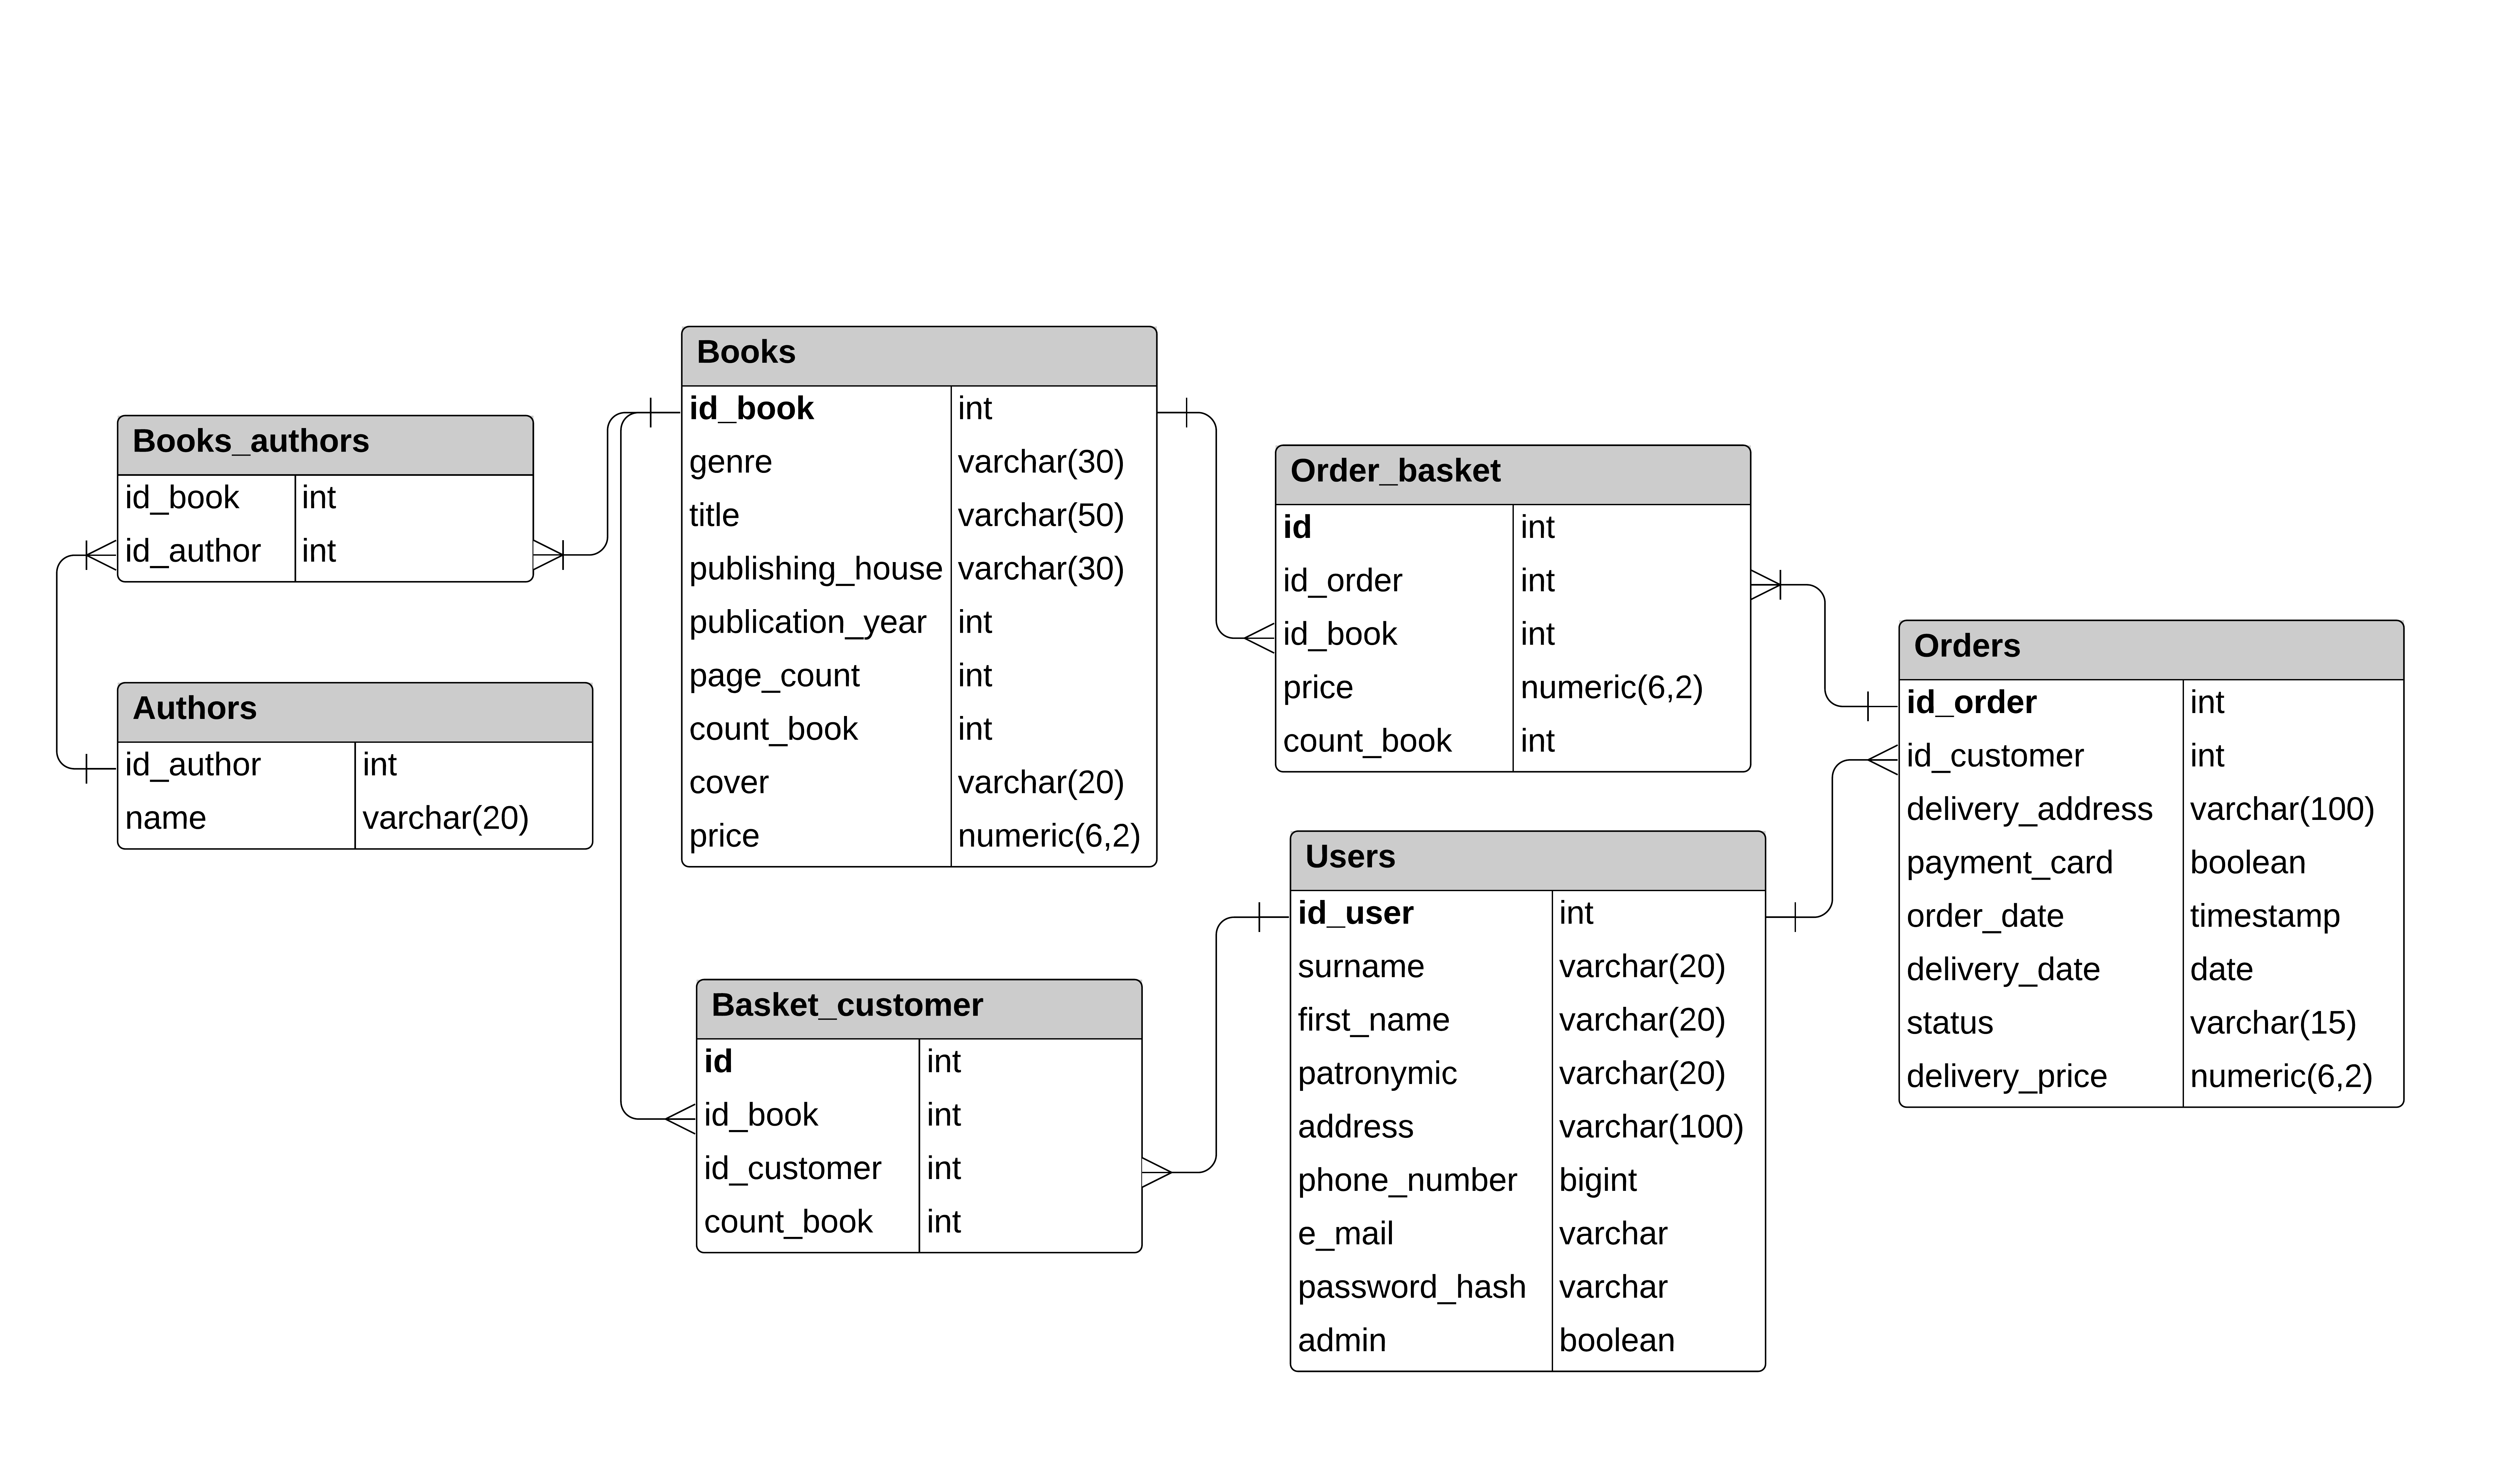 Books_authors
id_book int
id_author int
Authors
id_author int
name varchar(20)
Books
id_book int
genre varchar(30)
title varchar(50)
publishing_house varchar(30)
publication_year int
page_count int
count_book int
cover varchar(20)
price numeric(6,2)
Basket_customer
id int
id_book int
id_customer int
count_book int
Order_basket
id int
id_order int
id_book int
price numeric(6,2)
count_book int
Users
id_user int
surname varchar(20)
first_name varchar(20)
patronymic varchar(20)
address varchar(100)
phone_number bigint
e_mail varchar
password_hash varchar
admin boolean
Orders
id_order int
id_customer int
delivery_address varchar(100)
payment_card boolean
order_date timestamp
delivery_date date
status varchar(15)
delivery_price numeric(6,2)